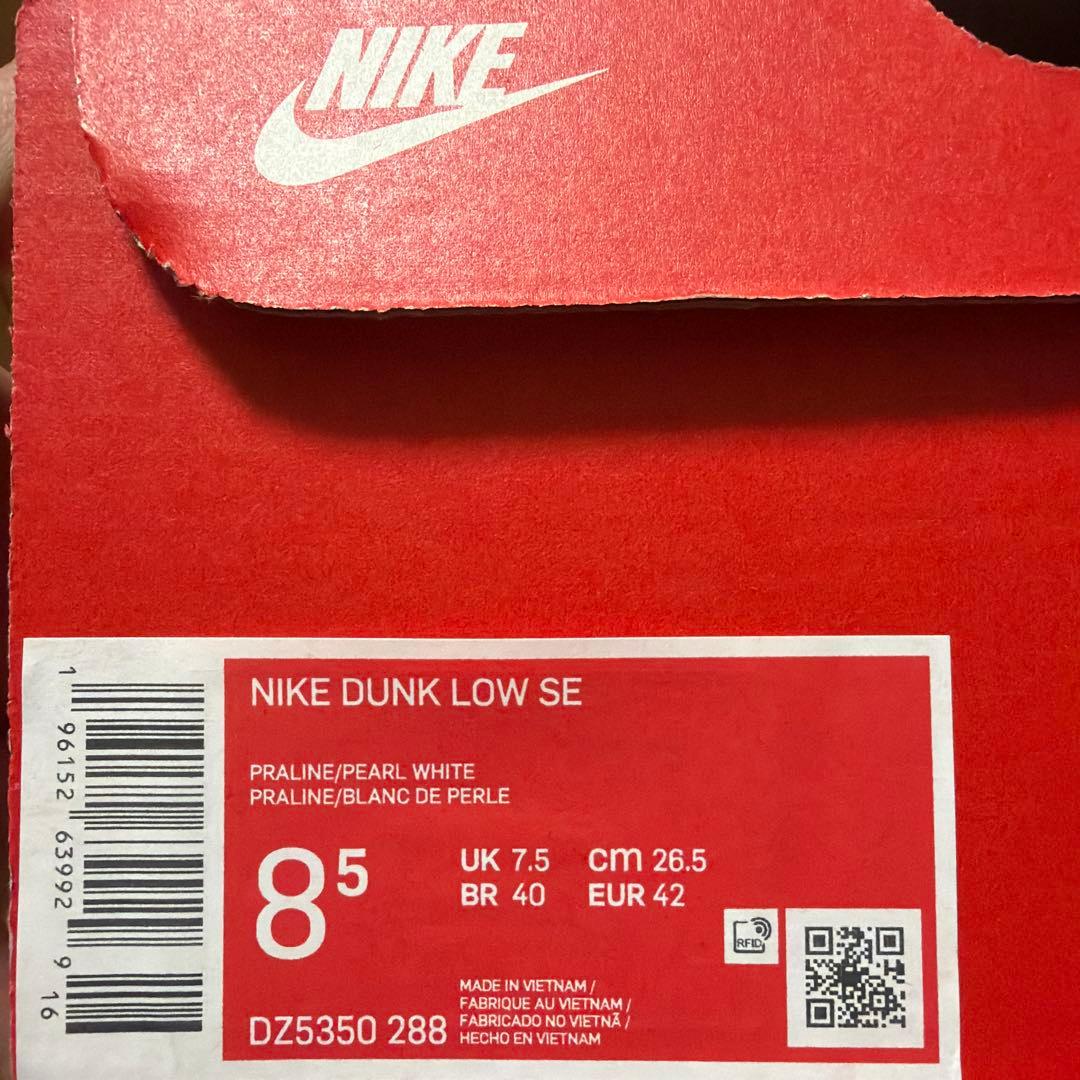 NIKE
NIKE DUNK LOW SE
PRALINE/PEARL WHITE
PRALINE/BLANC DE PERLE
8 5
UK 7.5 cm 26.5
BR 40 EUR 42
RFID
MADE IN VIETNAM /
FABRIQUE AU VIETNAM /
FABRICADO NO VIETNÃ /
HECHO EN VIETNAM
DZ5350 288
1 96152 63992 9 16